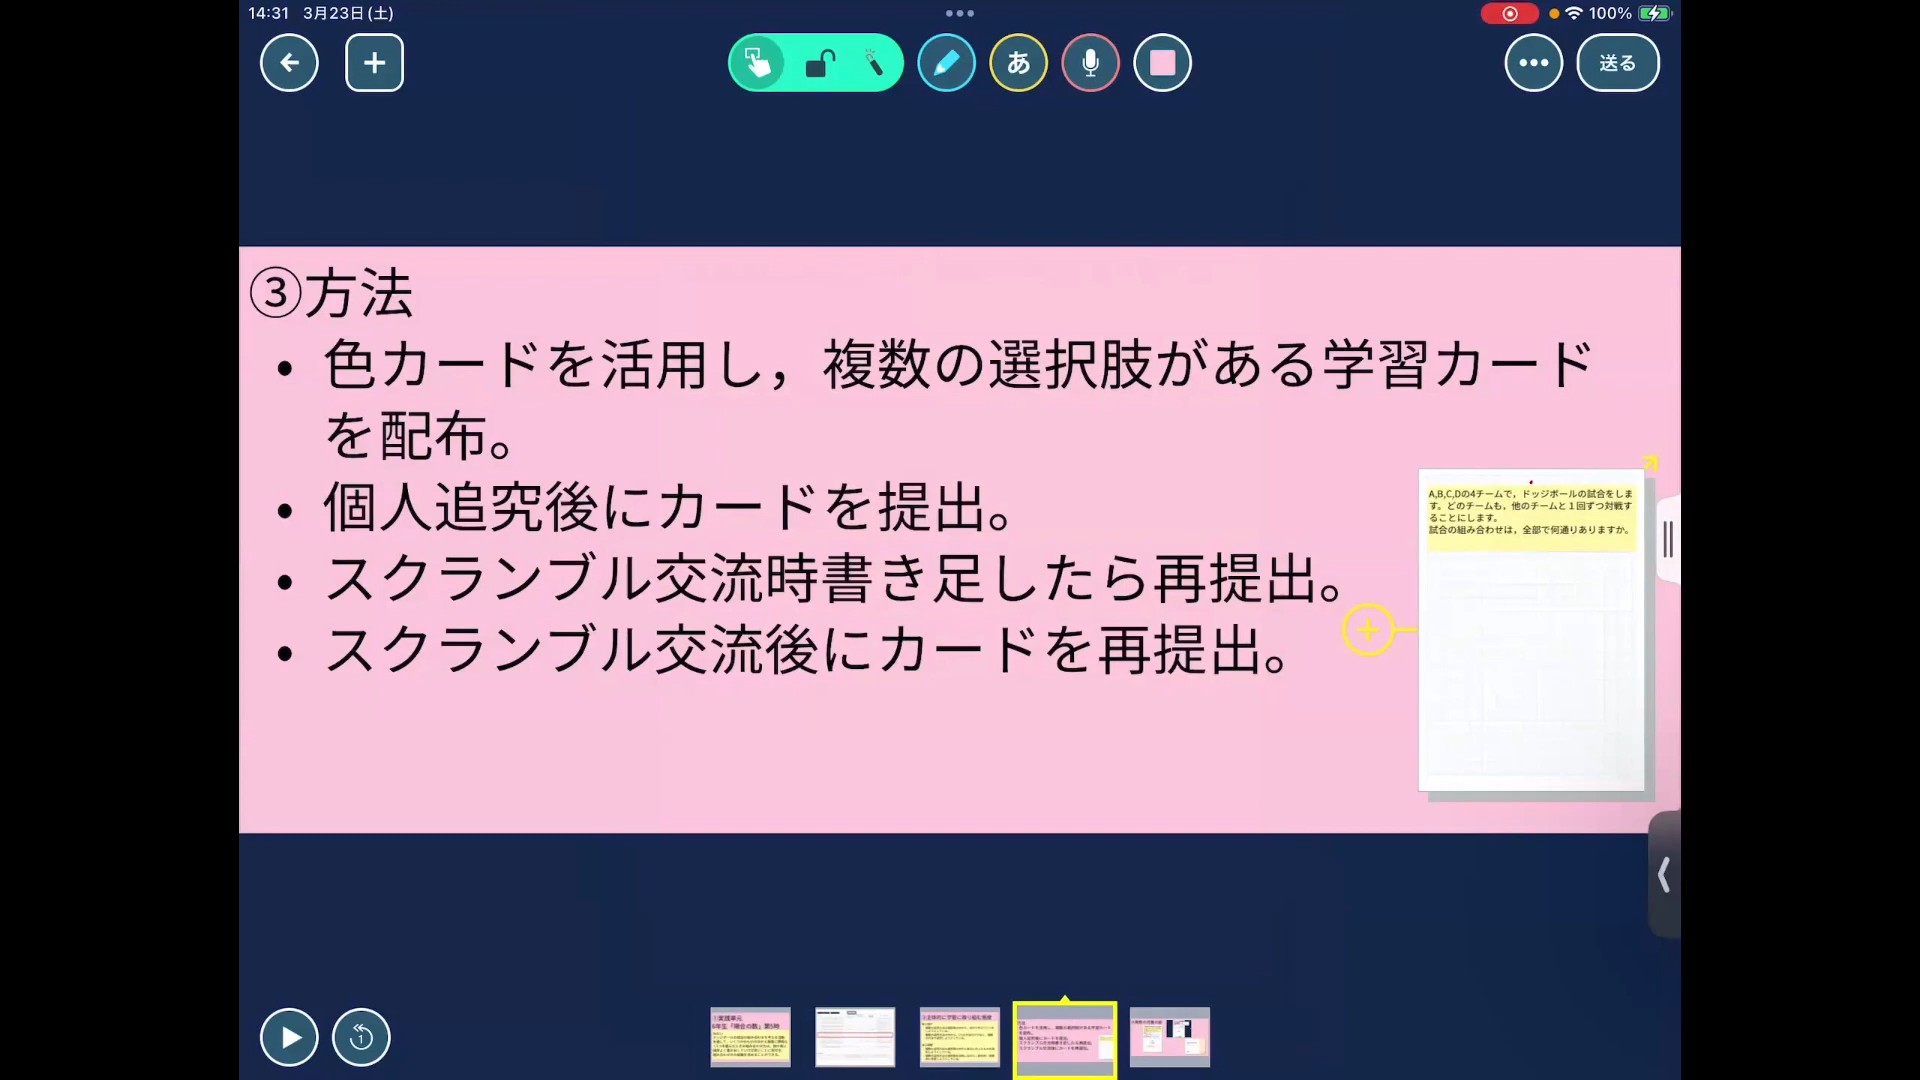 14:31 3月23日(土)
100%
あ
送る
③方法
• 色カードを活用し，複数の選択肢がある学習カード
を配布。
• 個人追究後にカードを提出。
• スクランブル交流時書き足したら再提出。
• スクランブル交流後にカードを再提出。
A,B,C,Dの4チームで，ドッジボールの試合をしま
す。どのチームも，他のチームと１回ずつ対戦す
ることにします。
試合の組み合わせは，全部で何通りありますか。
1